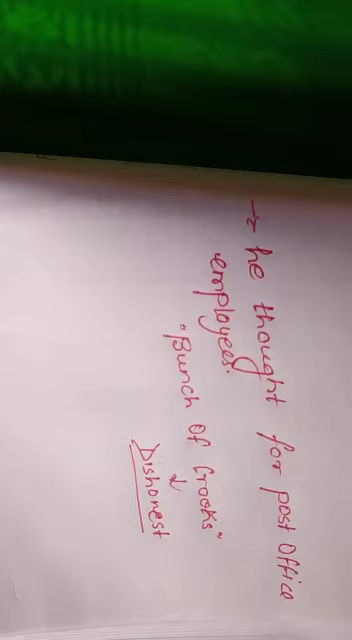 → he thought for post Office
employees.
"Bunch Of Crooks"
↓
Dishonest